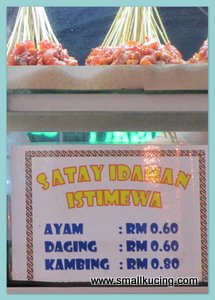 SATAY IDAMAN
ISTIMEWA
AYAM : RM 0.60
DAGING : RM 0.60
KAMBING : RM 0.80
www.smallkucing.com